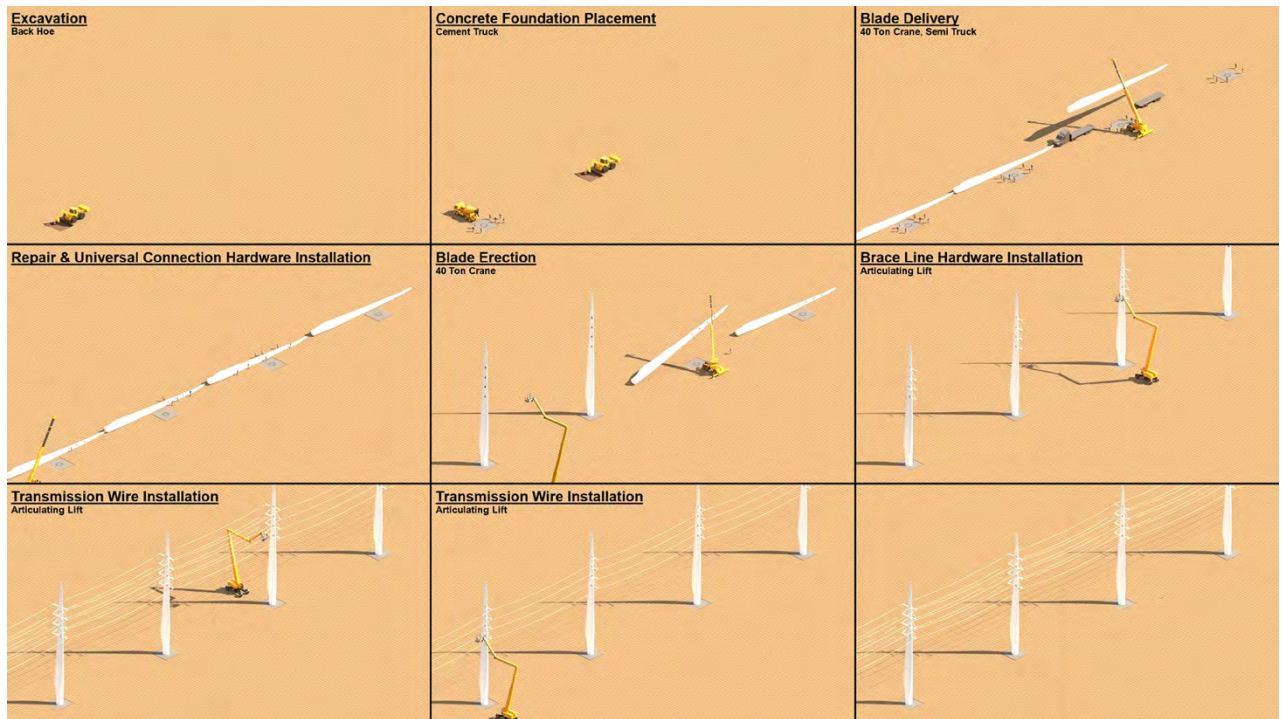 Excavation
Back Hoe
Concrete Foundation Placement
Cement Truck
Blade Delivery
40 Ton Crane, Semi Truck
Repair & Universal Connection Hardware Installation
Blade Erection
40 Ton Crane
Brace Line Hardware Installation
Articulating Lift
Transmission Wire Installation
Articulating Lift
Transmission Wire Installation
Articulating Lift